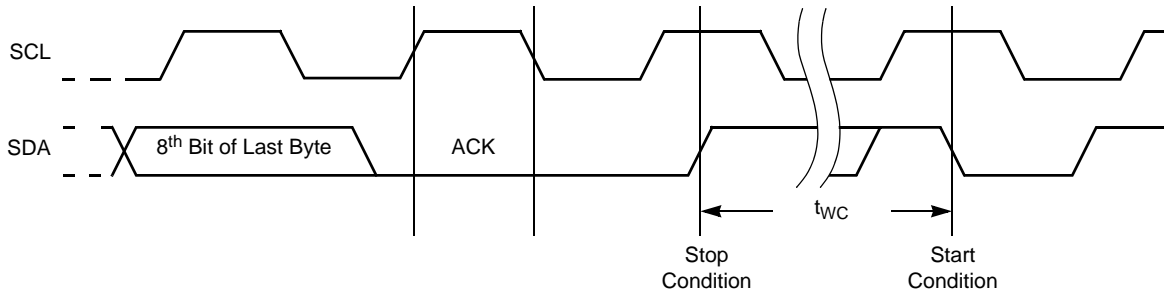 SCL
SDA
8th Bit of Last Byte
ACK
tWC
Stop
Condition
Start
Condition